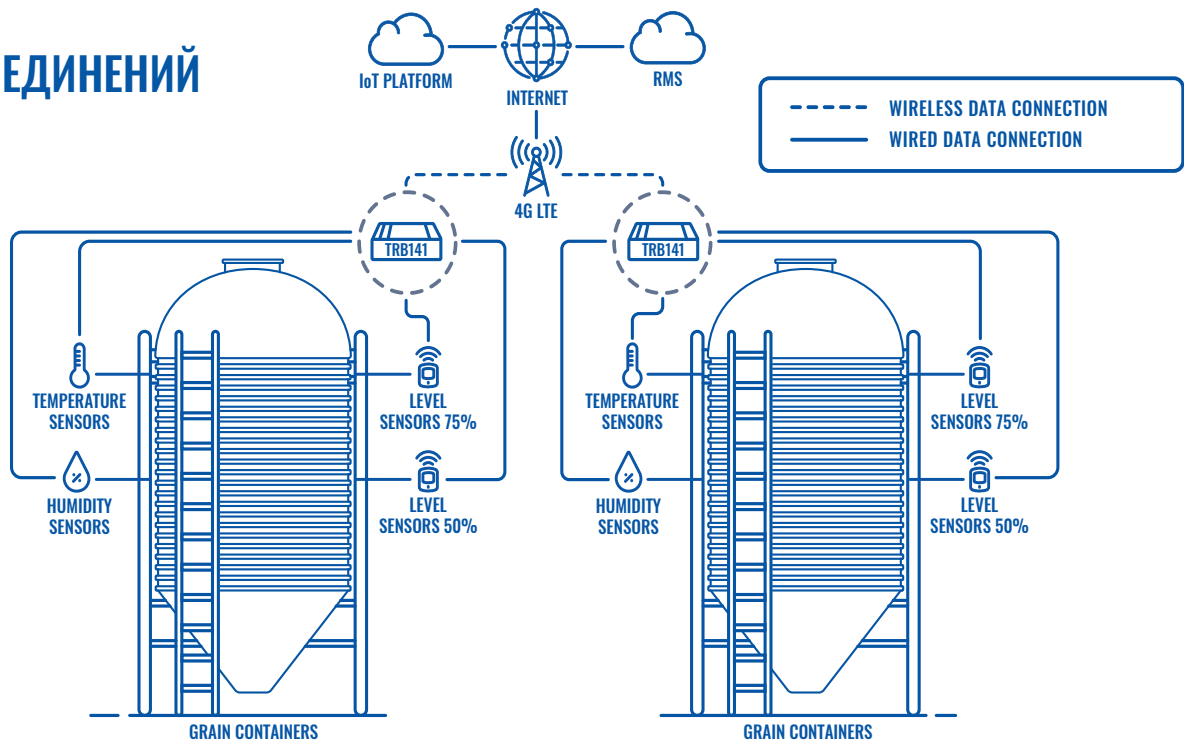 ЕДИНЕНИЙ
IoT PLATFORM
INTERNET
RMS
WIRELESS DATA CONNECTION
WIRED DATA CONNECTION
4G LTE
TRB141
TRB141
TEMPERATURE
SENSORS
LEVEL
SENSORS 75%
HUMIDITY
SENSORS
LEVEL
SENSORS 50%
TEMPERATURE
SENSORS
LEVEL
SENSORS 75%
HUMIDITY
SENSORS
LEVEL
SENSORS 50%
GRAIN CONTAINERS
GRAIN CONTAINERS